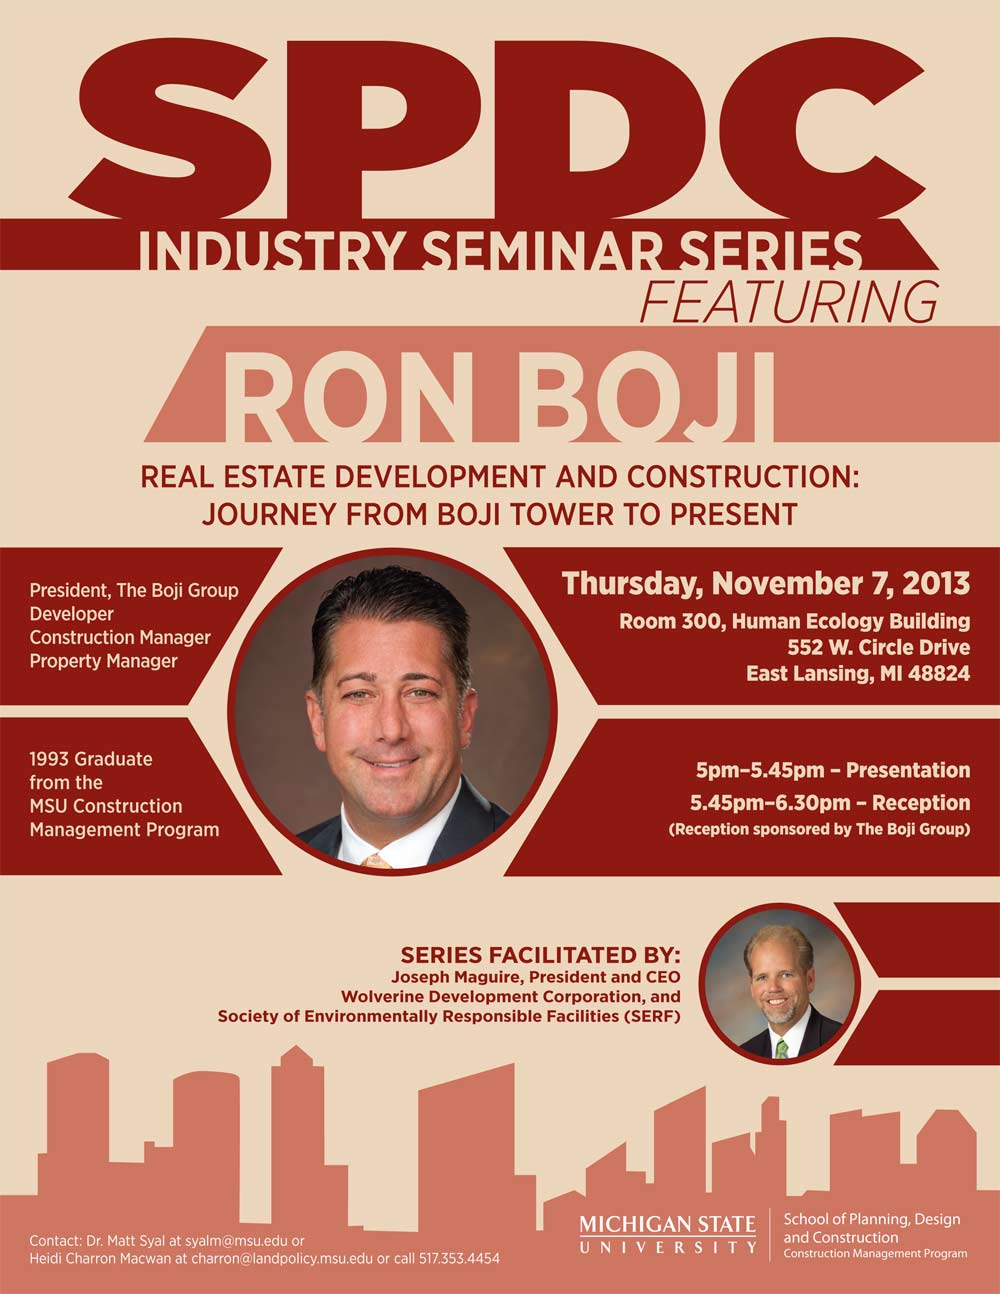 SPDC
INDUSTRY SEMINAR SERIES
FEATURING
RON BOJI
REAL ESTATE DEVELOPMENT AND CONSTRUCTION:
JOURNEY FROM BOJI TOWER TO PRESENT
President, The Boji Group
Developer
Construction Manager
Property Manager
Thursday, November 7, 2013
Room 300, Human Ecology Building
552 W. Circle Drive
East Lansing, MI 48824
1993 Graduate
from the
MSU Construction
Management Program
5pm–5.45pm – Presentation
5.45pm–6.30pm – Reception
(Reception sponsored by The Boji Group)
SERIES FACILITATED BY:
Joseph Maguire, President and CEO
Wolverine Development Corporation, and
Society of Environmentally Responsible Facilities (SERF)
Contact: Dr. Matt Syal at syalm@msu.edu or
Heidi Charron Macwan at charron@landpolicy.msu.edu or call 517.353.4454
MICHIGAN STATE
UNIVERSITY
School of Planning, Design
and Construction
Construction Management Program